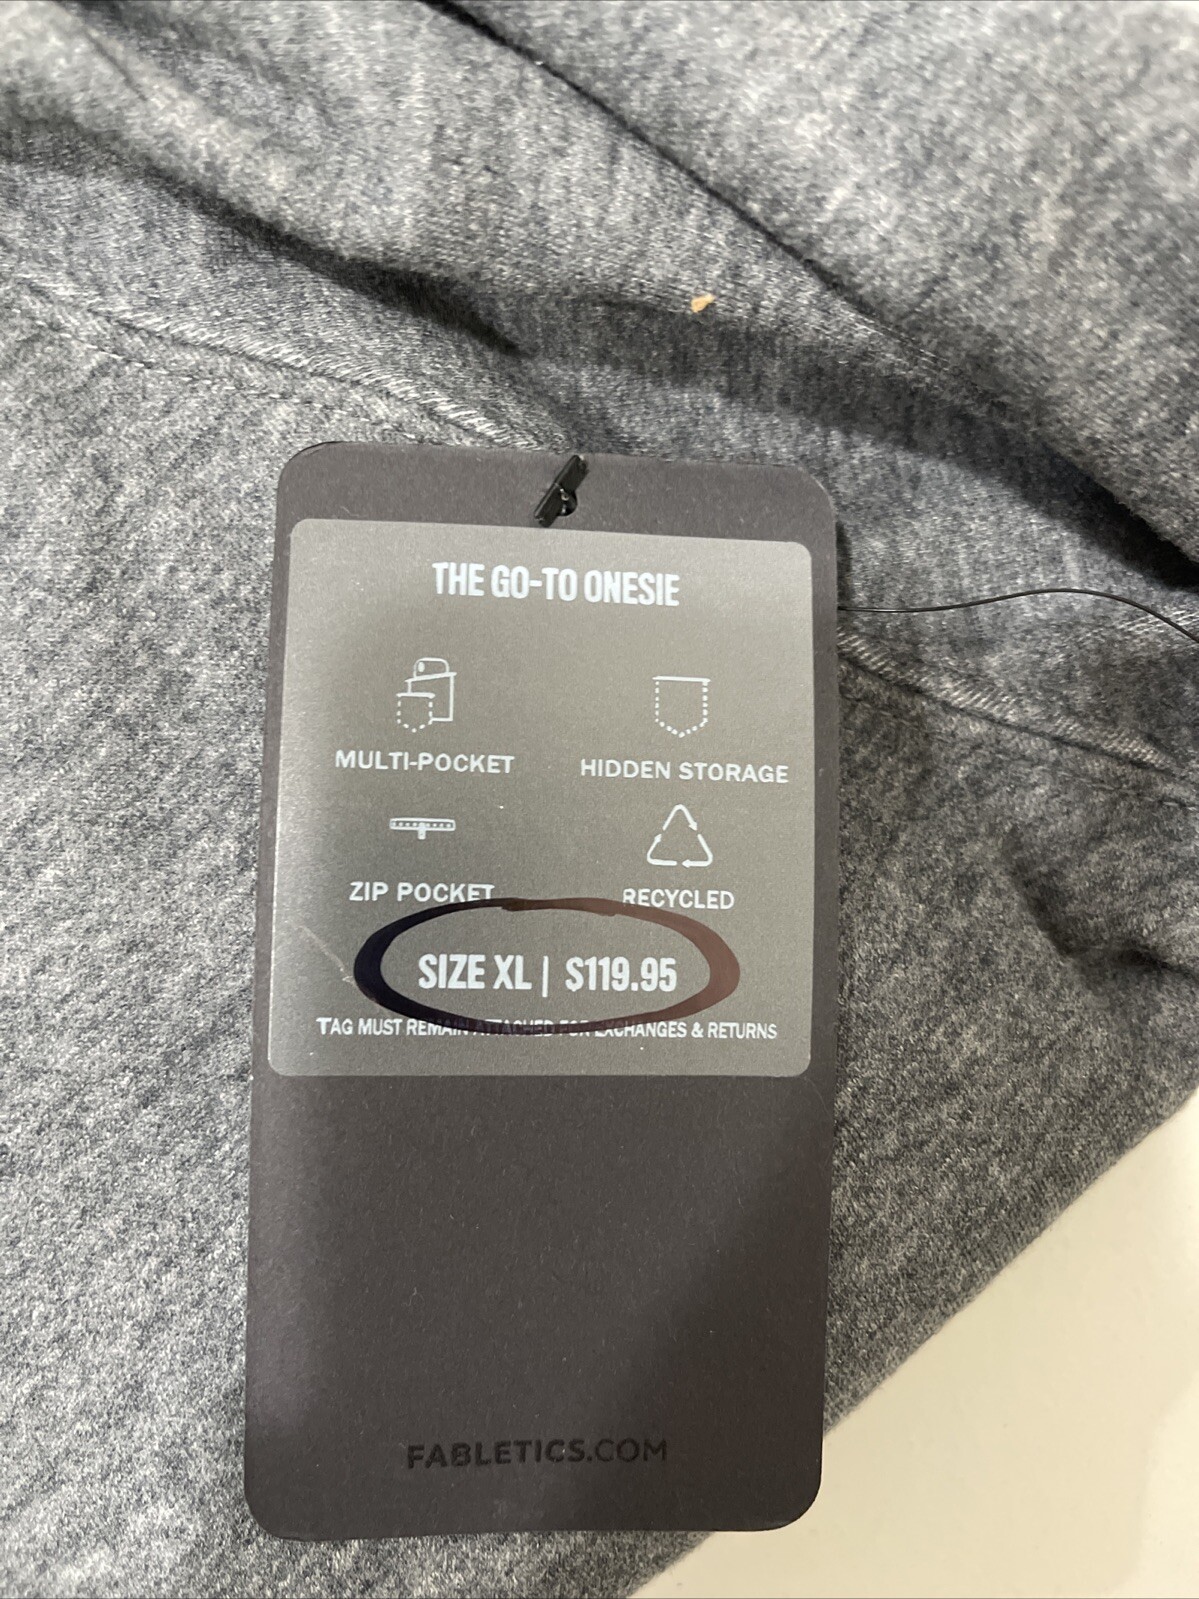 THE GO-TO ONESIE
MULTI-POCKET
HIDDEN STORAGE
ZIP POCKET
RECYCLED
SIZE XL | $119.95
TAG MUST REMAIN ATTACHED FOR EXCHANGES & RETURNS
FABLETICS.COM